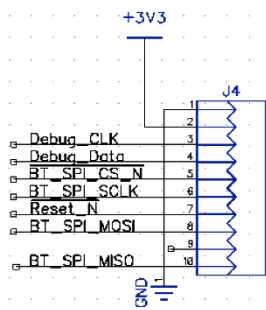 +3V3
J4
1
2
Debug_CLK 3
Debug_Data 4
BT_SPI_CS_N 5
BT_SPI_SCLK 6
Reset_N 7
BT_SPI_MOSI 8
9
BT_SPI_MISO 10
1
GND